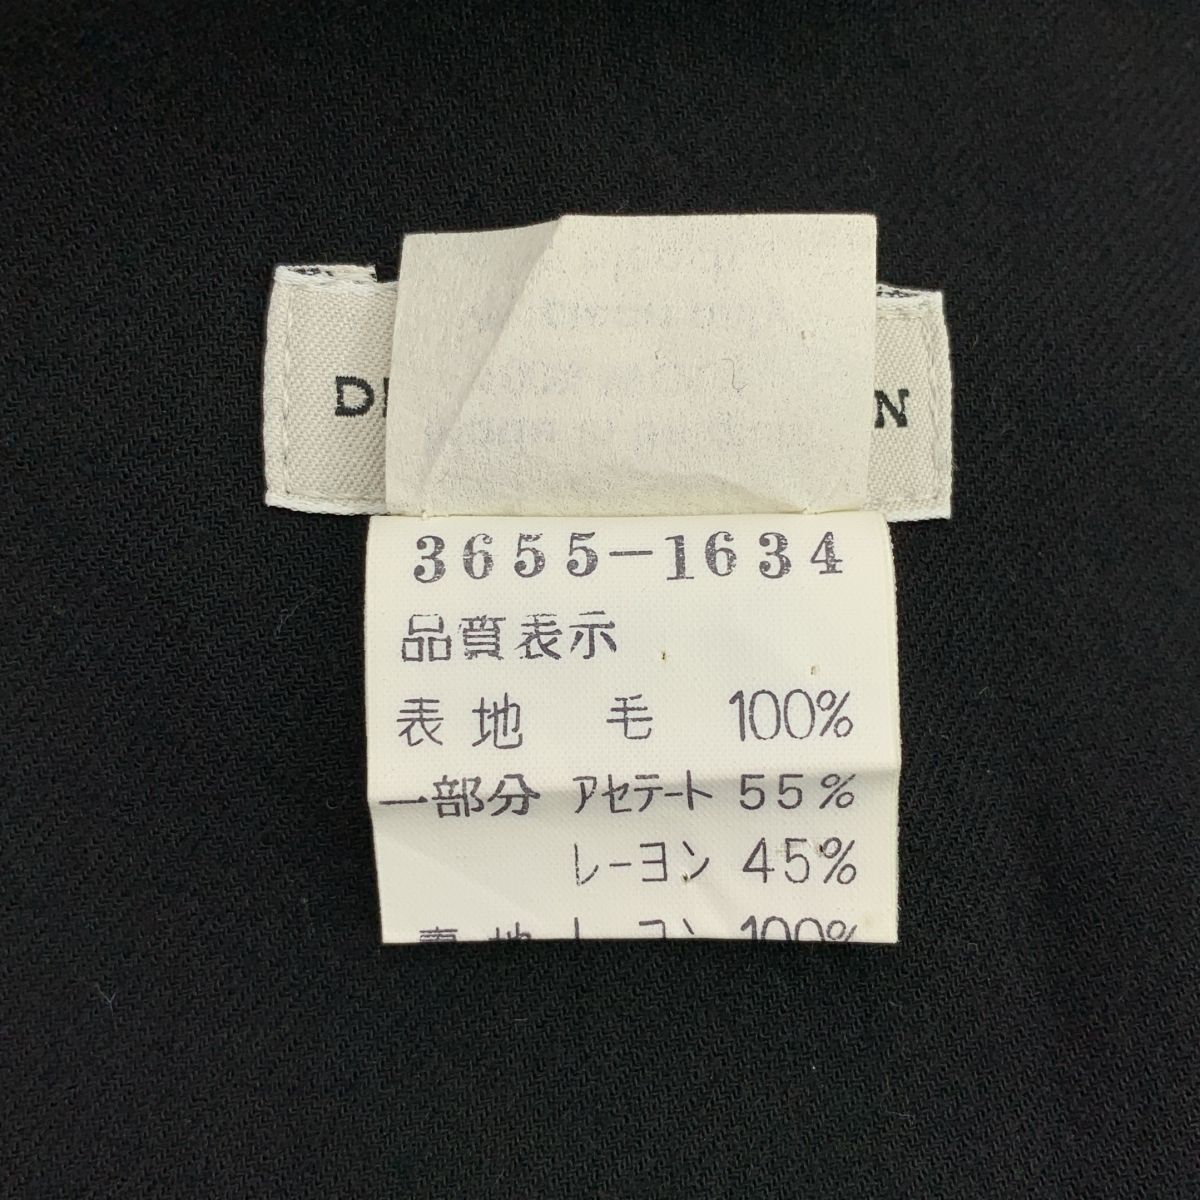 3655-1634
品質表示
表地 毛 100%
一部分 アセテート 55%
レーヨン 45%